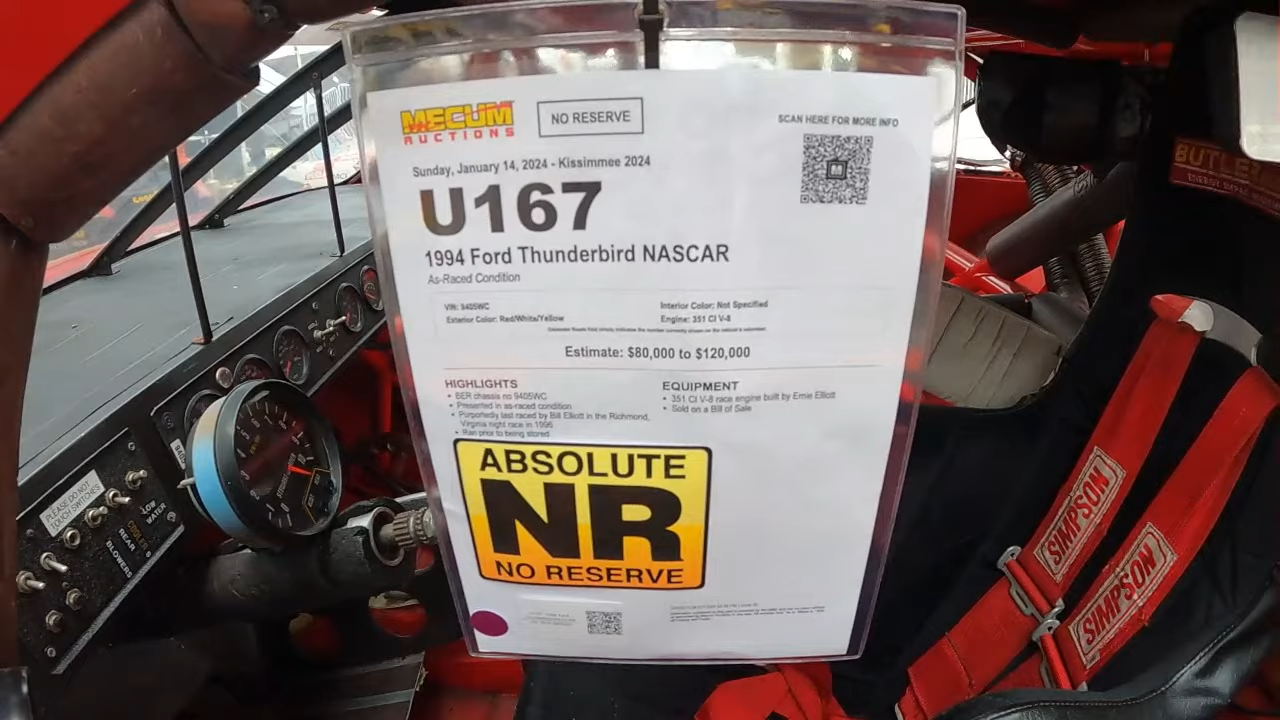 MECUM
AUCTIONS
NO RESERVE
SCAN HERE FOR MORE INFO
Sunday, January 14, 2024 - Kissimmee 2024
U167
1994 Ford Thunderbird NASCAR
As-Raced Condition
VIN: 9405WC
Interior Color: Not Specified
Exterior Color: Red/White/Yellow
Engine: 351 CI V-8
Estimate: $80,000 to $120,000
HIGHLIGHTS
• BER chassis no 9405WC
• Presented in as-raced condition
• Purportedly last raced by Bill Elliott in the Richmond,
Virginia night race in 1996
• Ran prior to being stored
EQUIPMENT
• 351 CI V-8 race engine built by Ernie Elliott
• Sold on a Bill of Sale
ABSOLUTE
NR
NO RESERVE
PLEASE DO NOT
TOUCH SWITCHES
LOW
WATER
COOLER
REAR
BLOWERS
BUTLER
SIMPSON
SIMPSON